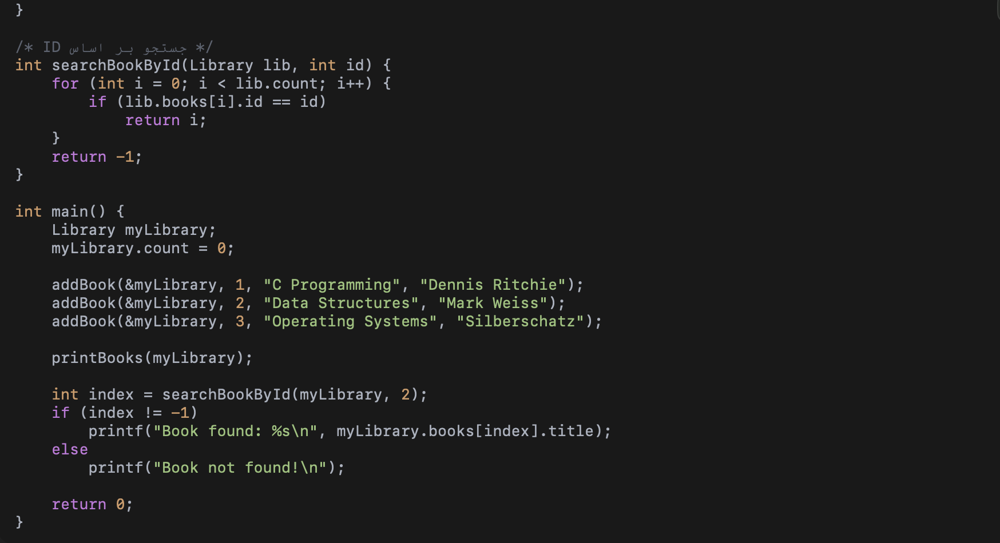 }
/* جستجو بر اساس ID */
int searchBookById(Library lib, int id) {
    for (int i = 0; i < lib.count; i++) {
        if (lib.books[i].id == id)
            return i;
    }
    return -1;
}
int main() {
    Library myLibrary;
    myLibrary.count = 0;
    addBook(&myLibrary, 1, "C Programming", "Dennis Ritchie");
    addBook(&myLibrary, 2, "Data Structures", "Mark Weiss");
    addBook(&myLibrary, 3, "Operating Systems", "Silberschatz");
    printBooks(myLibrary);
    int index = searchBookById(myLibrary, 2);
    if (index != -1)
        printf("Book found: %s\n", myLibrary.books[index].title);
    else
        printf("Book not found!\n");
    return 0;
}